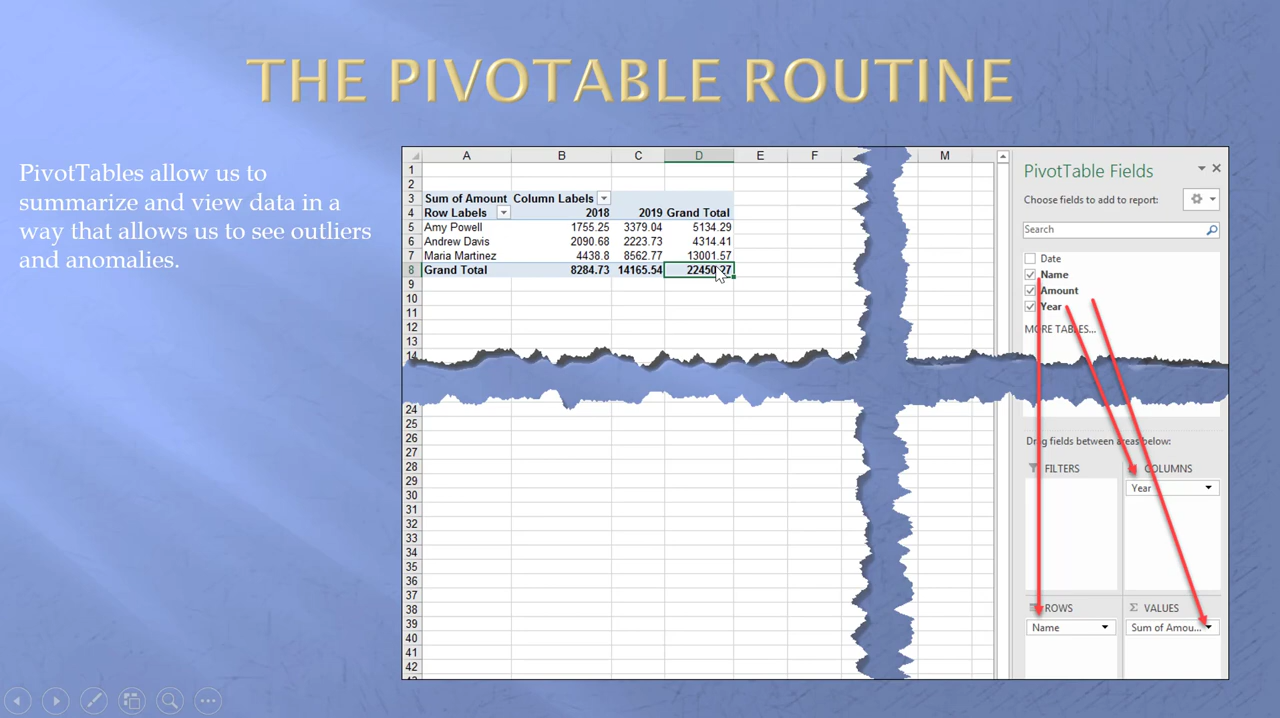 THE PIVOTABLE ROUTINE
PivotTables allow us to
summarize and view data in a
way that allows us to see outliers
and anomalies.
A B C D E F M
1
2
3 Sum of Amount Column Labels
4 Row Labels 2018 2019 Grand Total
5 Amy Powell 1755.25 3379.04 5134.29
6 Andrew Davis 2090.68 2223.73 4314.41
7 Maria Martinez 4438.8 8562.77 13001.57
8 Grand Total 8284.73 14165.54 22450.27
9
10
11
12
13
14
24
25
26
27
28
29
30
31
32
33
34
35
36
37
38
39
40
41
42
PivotTable Fields
Choose fields to add to report:
Search
Date
Name
Amount
Year
MORE TABLES...
Drag fields between areas below:
FILTERS
COLUMNS
Year
ROWS
Σ VALUES
Name
Sum of Amou...